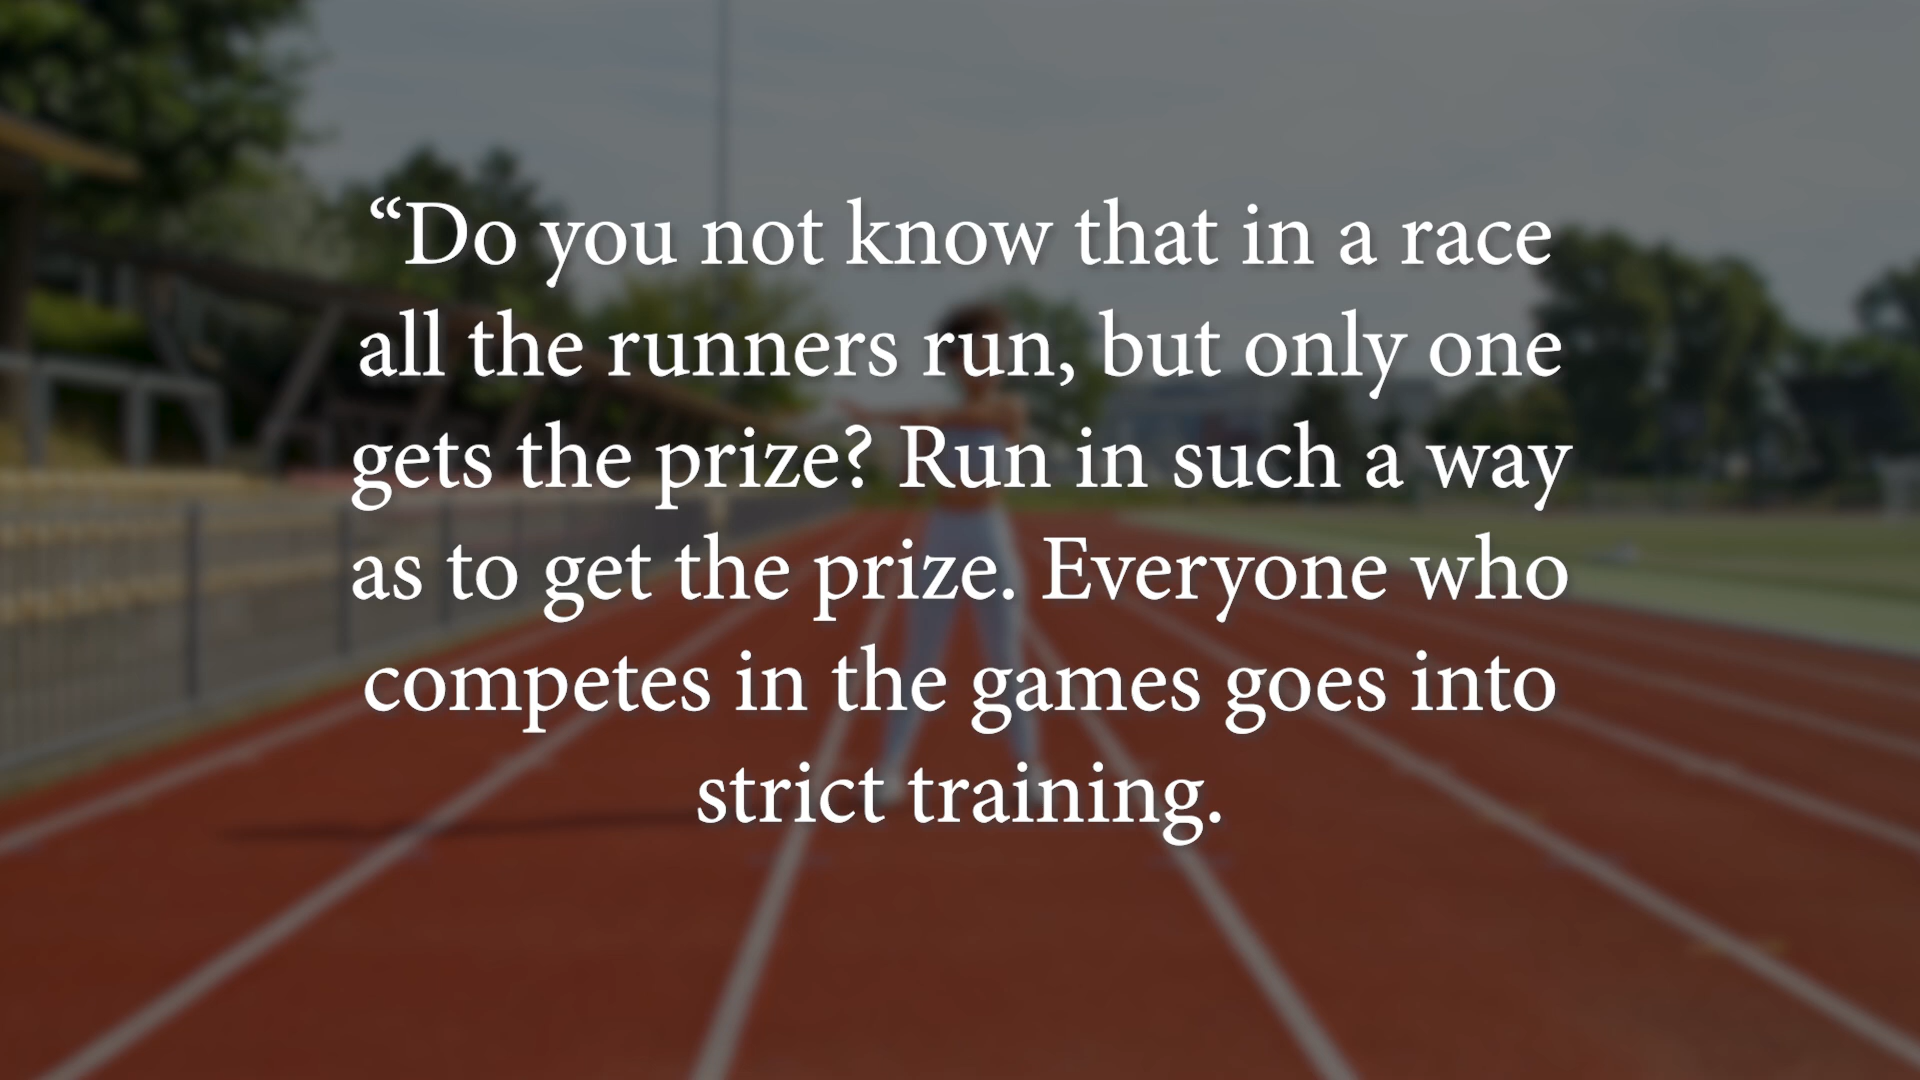 “Do you not know that in a race
all the runners run, but only one
gets the prize? Run in such a way
as to get the prize. Everyone who
competes in the games goes into
strict training.